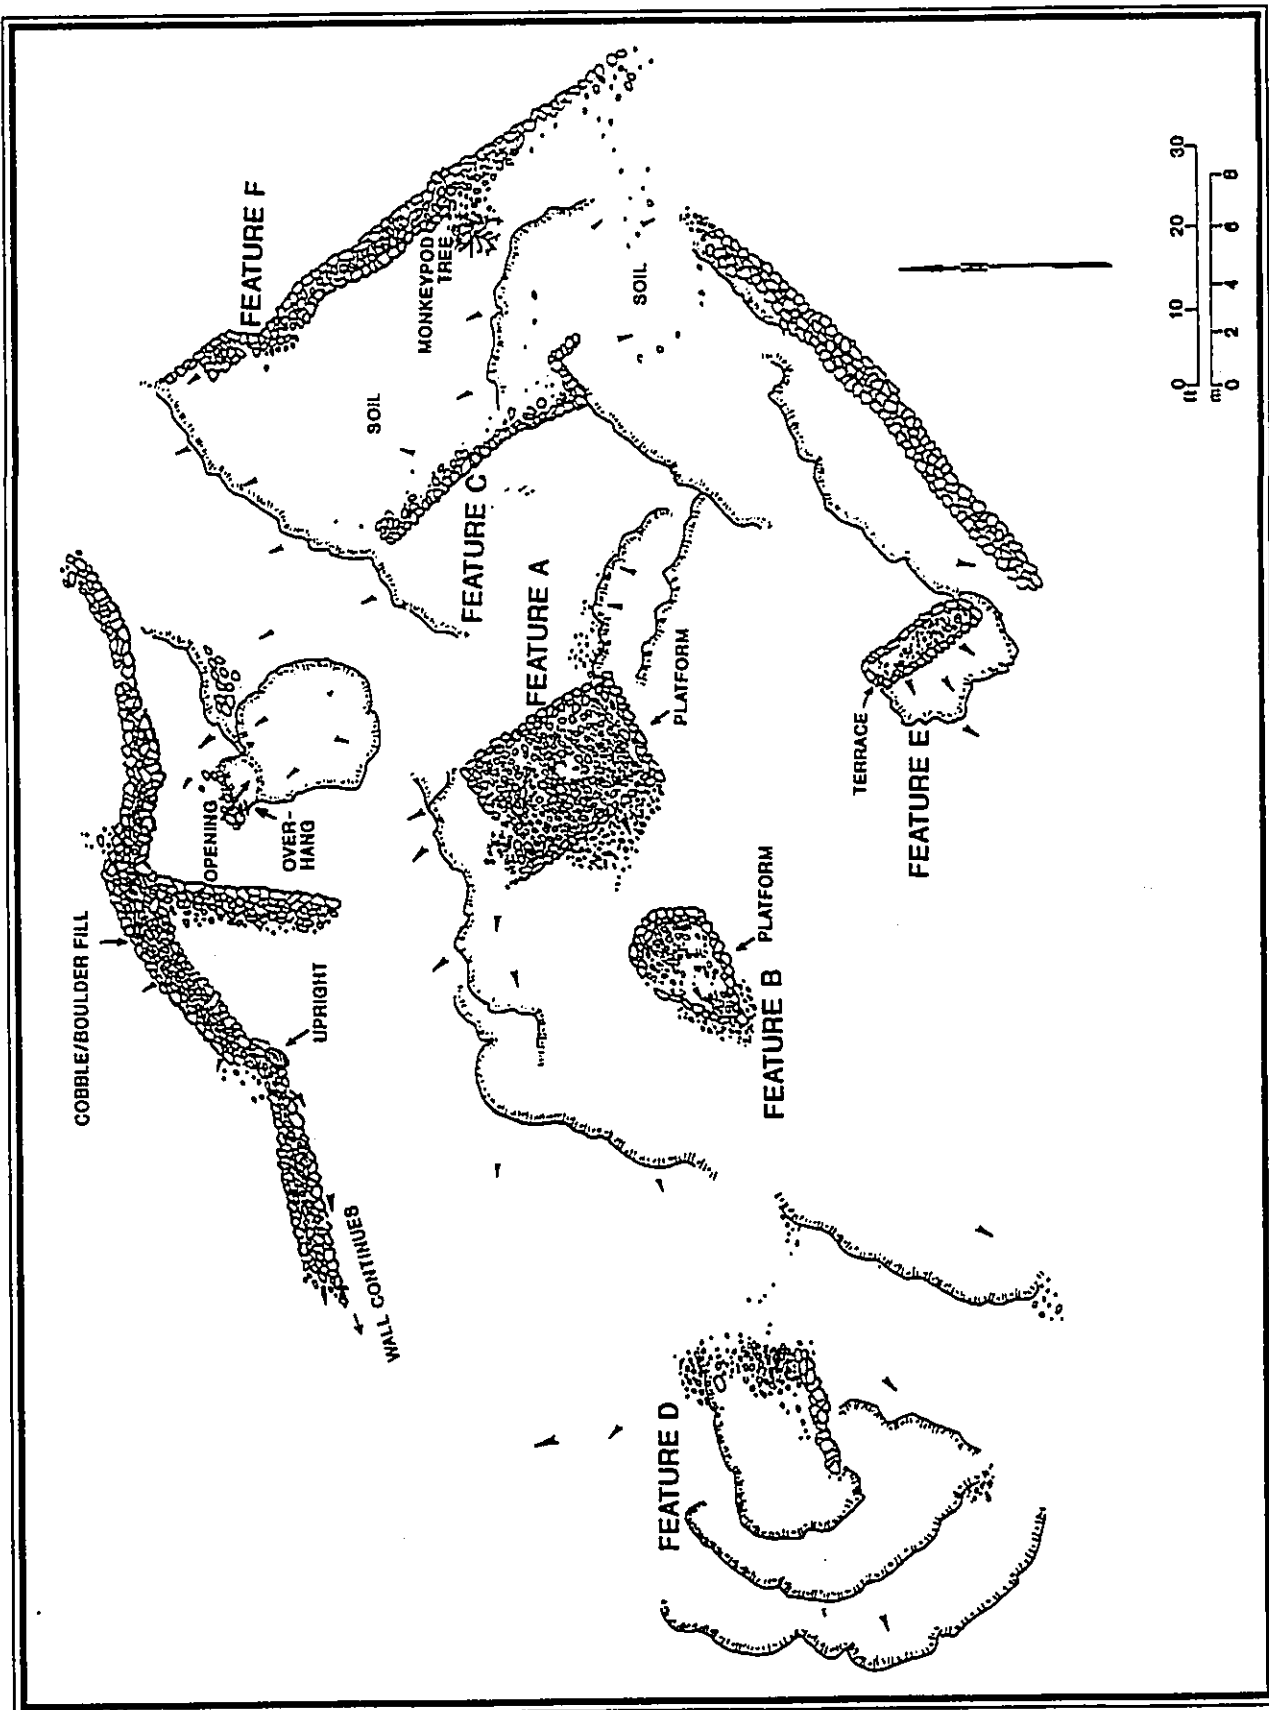 COBBLE/BOULDER FILL
OPENING
OVER-
HANG
UPRIGHT
WALL CONTINUES
FEATURE F
MONKEYPOD
TREE
SOIL
SOIL
FEATURE C
FEATURE A
PLATFORM
FEATURE B
PLATFORM
FEATURE D
TERRACE
FEATURE E
0 10 20 30
ft
0 2 4 6 8
m